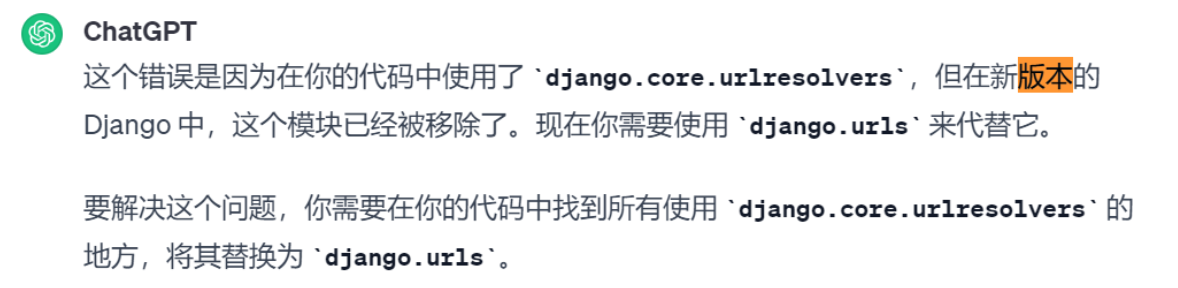 ChatGPT
这个错误是因为在你的代码中使用了 `django.core.urlresolvers`，但在新版本的
Django 中，这个模块已经被移除了。现在你需要使用 `django.urls` 来代替它。
要解决这个问题，你需要在你的代码中找到所有使用 `django.core.urlresolvers` 的
地方，将其替换为 `django.urls`。